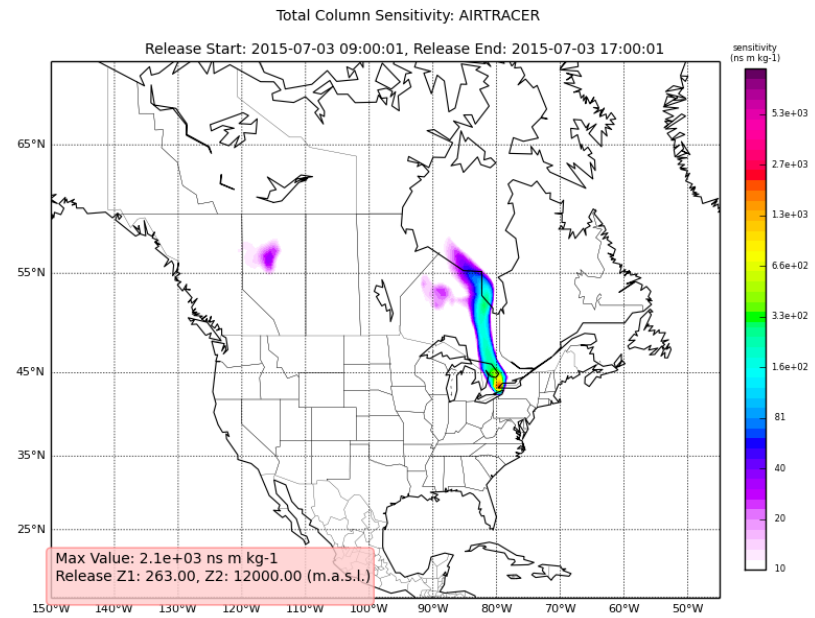 Total Column Sensitivity: AIRTRACER
Release Start: 2015-07-03 09:00:01, Release End: 2015-07-03 17:00:01
sensitivity
(ns m kg-1)
5.3e+03
2.7e+03
1.3e+03
6.6e+02
3.3e+02
1.6e+02
81
40
20
10
65°N
55°N
45°N
35°N
25°N
Max Value: 2.1e+03 ns m kg-1
Release Z1: 263.00, Z2: 12000.00 (m.a.s.l.)
150°W 140°W 130°W 120°W 110°W 100°W 90°W 80°W 70°W 60°W 50°W